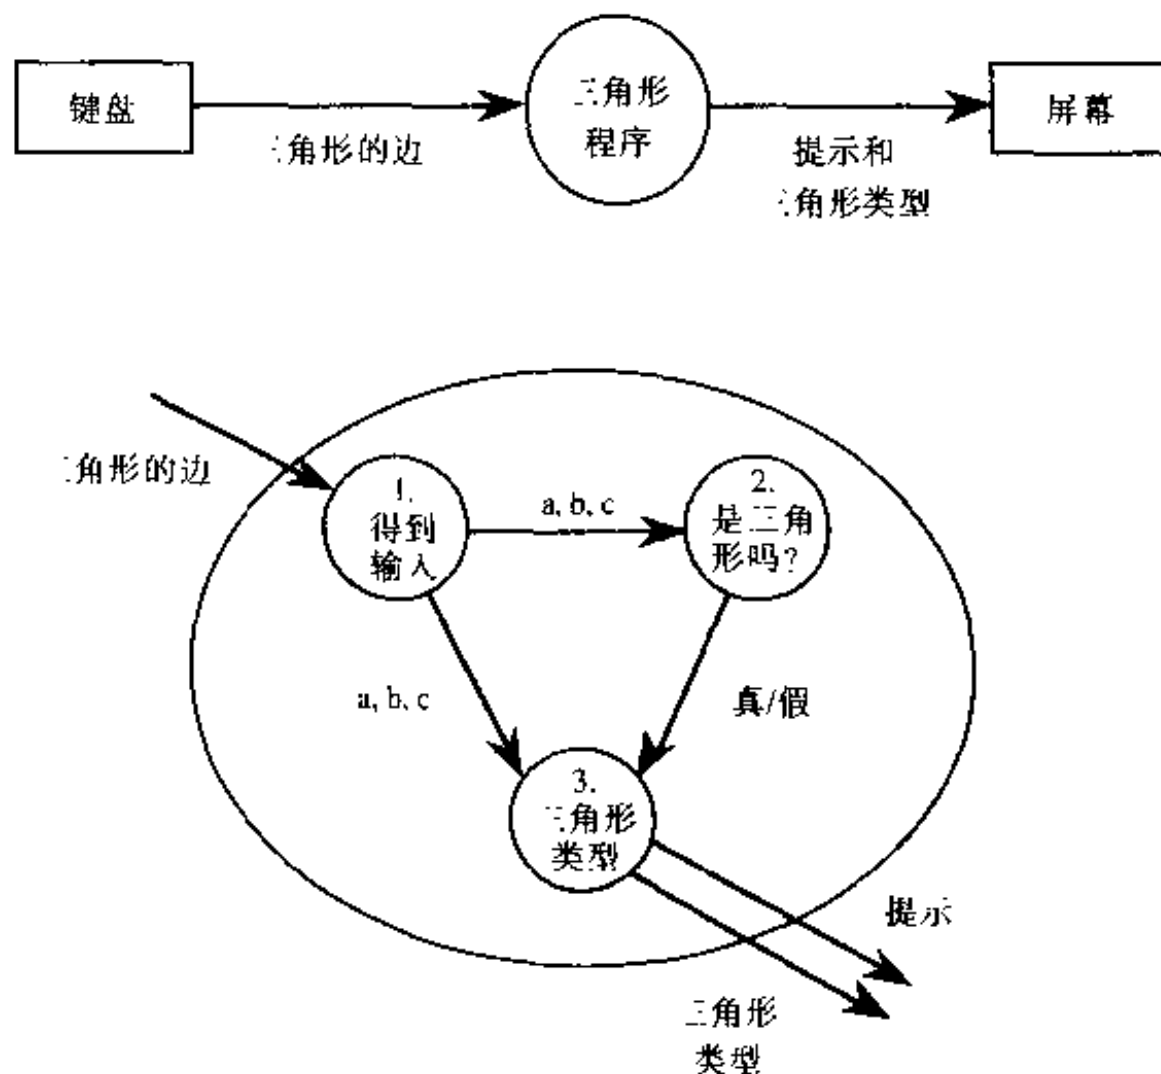 键盘
三角形的边
三角形
程序
提示和
三角形类型
屏幕
三角形的边
1.
得到
输入
a, b, c
2.
是三角
形吗?
a, b, c
真/假
3.
三角形
类型
提示
三角形
类型